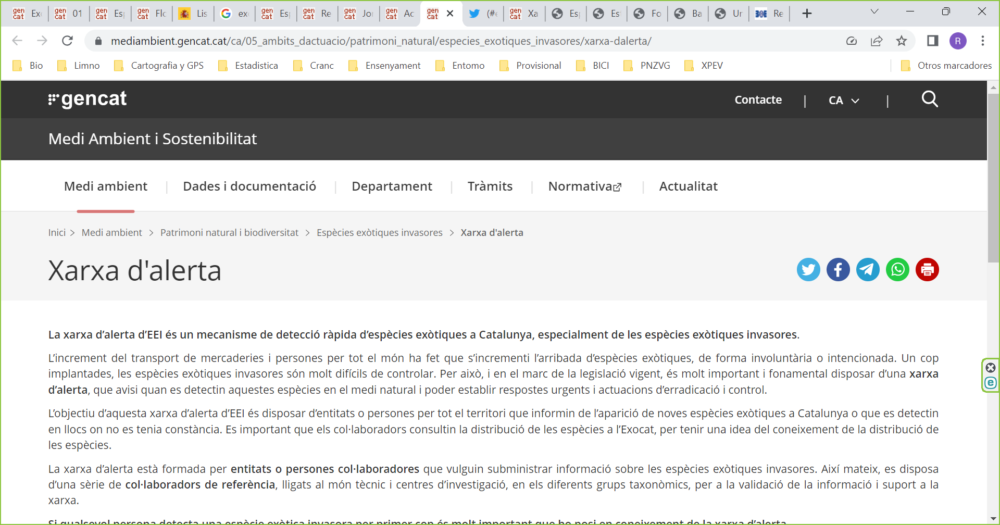 Ex 01 Es Flo Lis ex Es Re Jo Ac (#e Xa Es Es Fo Ba Ur Re
mediambient.gencat.cat/ca/05_ambits_dactuacio/patrimoni_natural/especies_exotiques_invasores/xarxa-dalerta/ R
Bio Limno Cartografia y GPS Estadistica Cranc Ensenyament Entomo Provisional BICI PNZVG XPEV Otros marcadores
gencat Contacte | CA |
Medi Ambient i Sostenibilitat
Medi ambient | Dades i documentació | Departament | Tràmits | Normativa | Actualitat
Inici > Medi ambient > Patrimoni natural i biodiversitat > Espècies exòtiques invasores > Xarxa d'alerta
Xarxa d'alerta
La xarxa d’alerta d’EEI és un mecanisme de detecció ràpida d’espècies exòtiques a Catalunya, especialment de les espècies exòtiques invasores.
L’increment del transport de mercaderies i persones per tot el món ha fet que s’incrementi l’arribada d’espècies exòtiques, de forma involuntària o intencionada. Un cop
implantades, les espècies exòtiques invasores són molt difícils de controlar. Per això, i en el marc de la legislació vigent, és molt important i fonamental disposar d’una xarxa
d’alerta, que avisi quan es detectin aquestes espècies en el medi natural i poder establir respostes urgents i actuacions d’erradicació i control.
L’objectiu d’aquesta xarxa d’alerta d’EEI és disposar d’entitats o persones per tot el territori que informin de l’aparició de noves espècies exòtiques a Catalunya o que es detectin
en llocs on no es tenia constància. Es important que els col·laboradors consultin la distribució de les espècies a l’Exocat, per tenir una idea del coneixement de la distribució de
les espècies.
La xarxa d’alerta està formada per entitats o persones col·laboradores que vulguin subministrar informació sobre les espècies exòtiques invasores. Així mateix, es disposa
d’una sèrie de col·laboradors de referència, lligats al món tècnic i centres d’investigació, en els diferents grups taxonòmics, per a la validació de la informació i suport a la
xarxa.
Si qualsevol persona detecta una espècie exòtica invasora per primer cop és molt important que ho posi en coneixement de la xarxa d’alerta